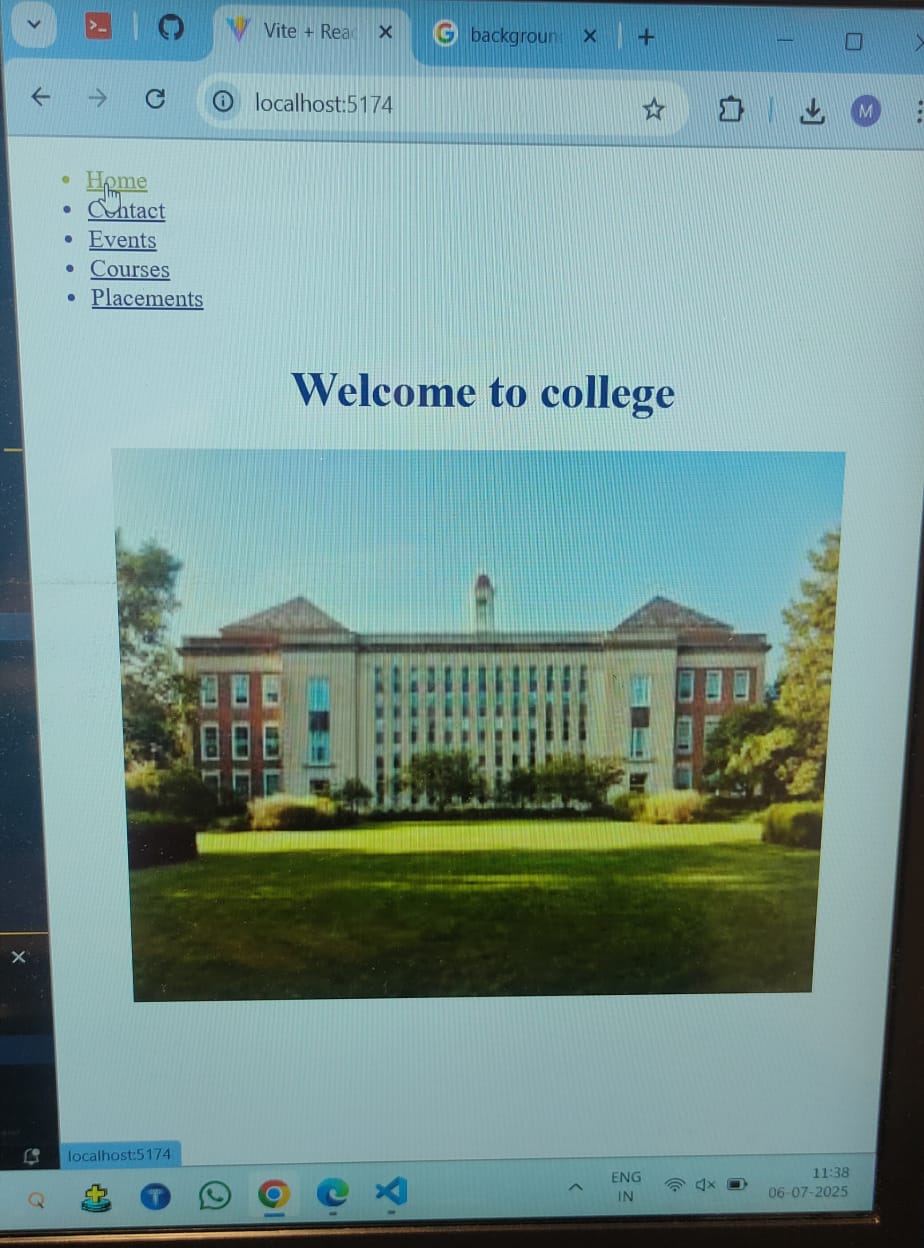 Vite + Rea
backgroun
localhost:5174
M
Home
Contact
Events
Courses
Placements
Welcome to college
localhost:5174
ENG
IN
11:38
06-07-2025